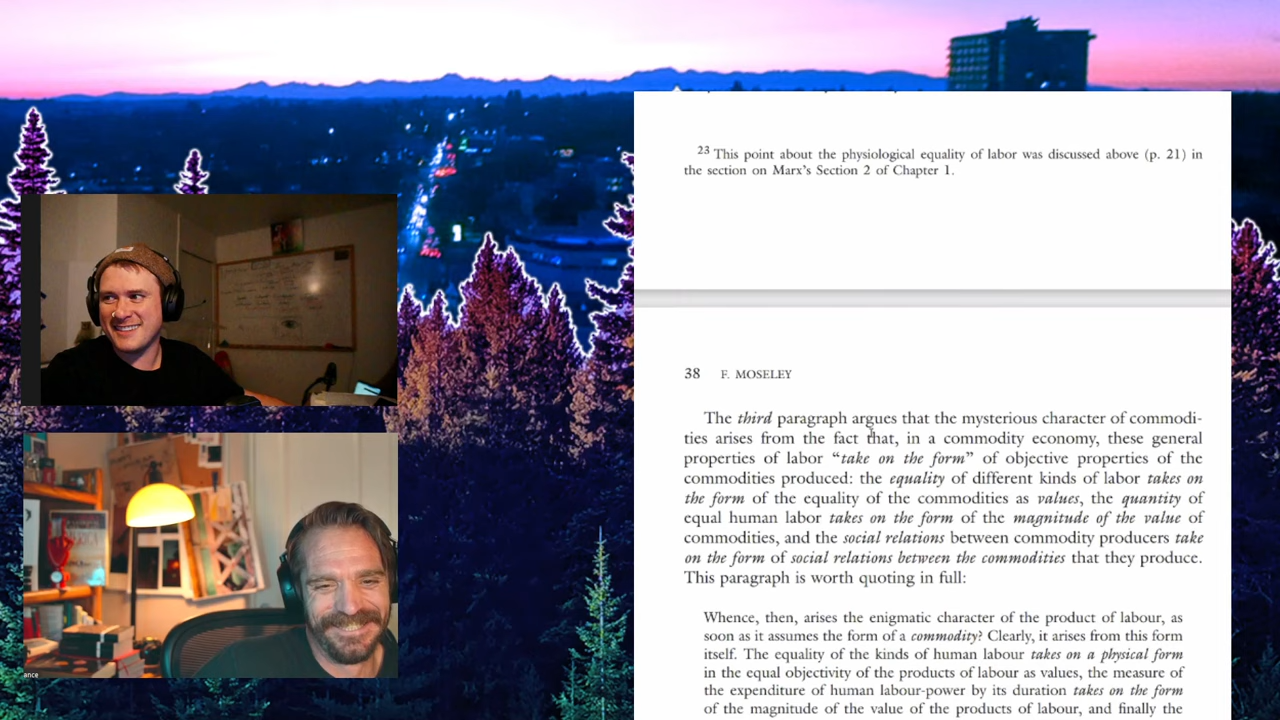 23 This point about the physiological equality of labor was discussed above (p. 21) in
the section on Marx's Section 2 of Chapter 1.
38 F. MOSELEY
The third paragraph argues that the mysterious character of commodi-
ties arises from the fact that, in a commodity economy, these general
properties of labor “take on the form” of objective properties of the
commodities produced: the equality of different kinds of labor takes on
the form of the equality of the commodities as values, the quantity of
equal human labor takes on the form of the magnitude of the value of
commodities, and the social relations between commodity producers take
on the form of social relations between the commodities that they produce.
This paragraph is worth quoting in full:
Whence, then, arises the enigmatic character of the product of labour, as
soon as it assumes the form of a commodity? Clearly, it arises from this form
itself. The equality of the kinds of human labour takes on a physical form
in the equal objectivity of the products of labour as values, the measure of
the expenditure of human labour-power by its duration takes on the form
of the magnitude of the value of the products of labour, and finally the
ance